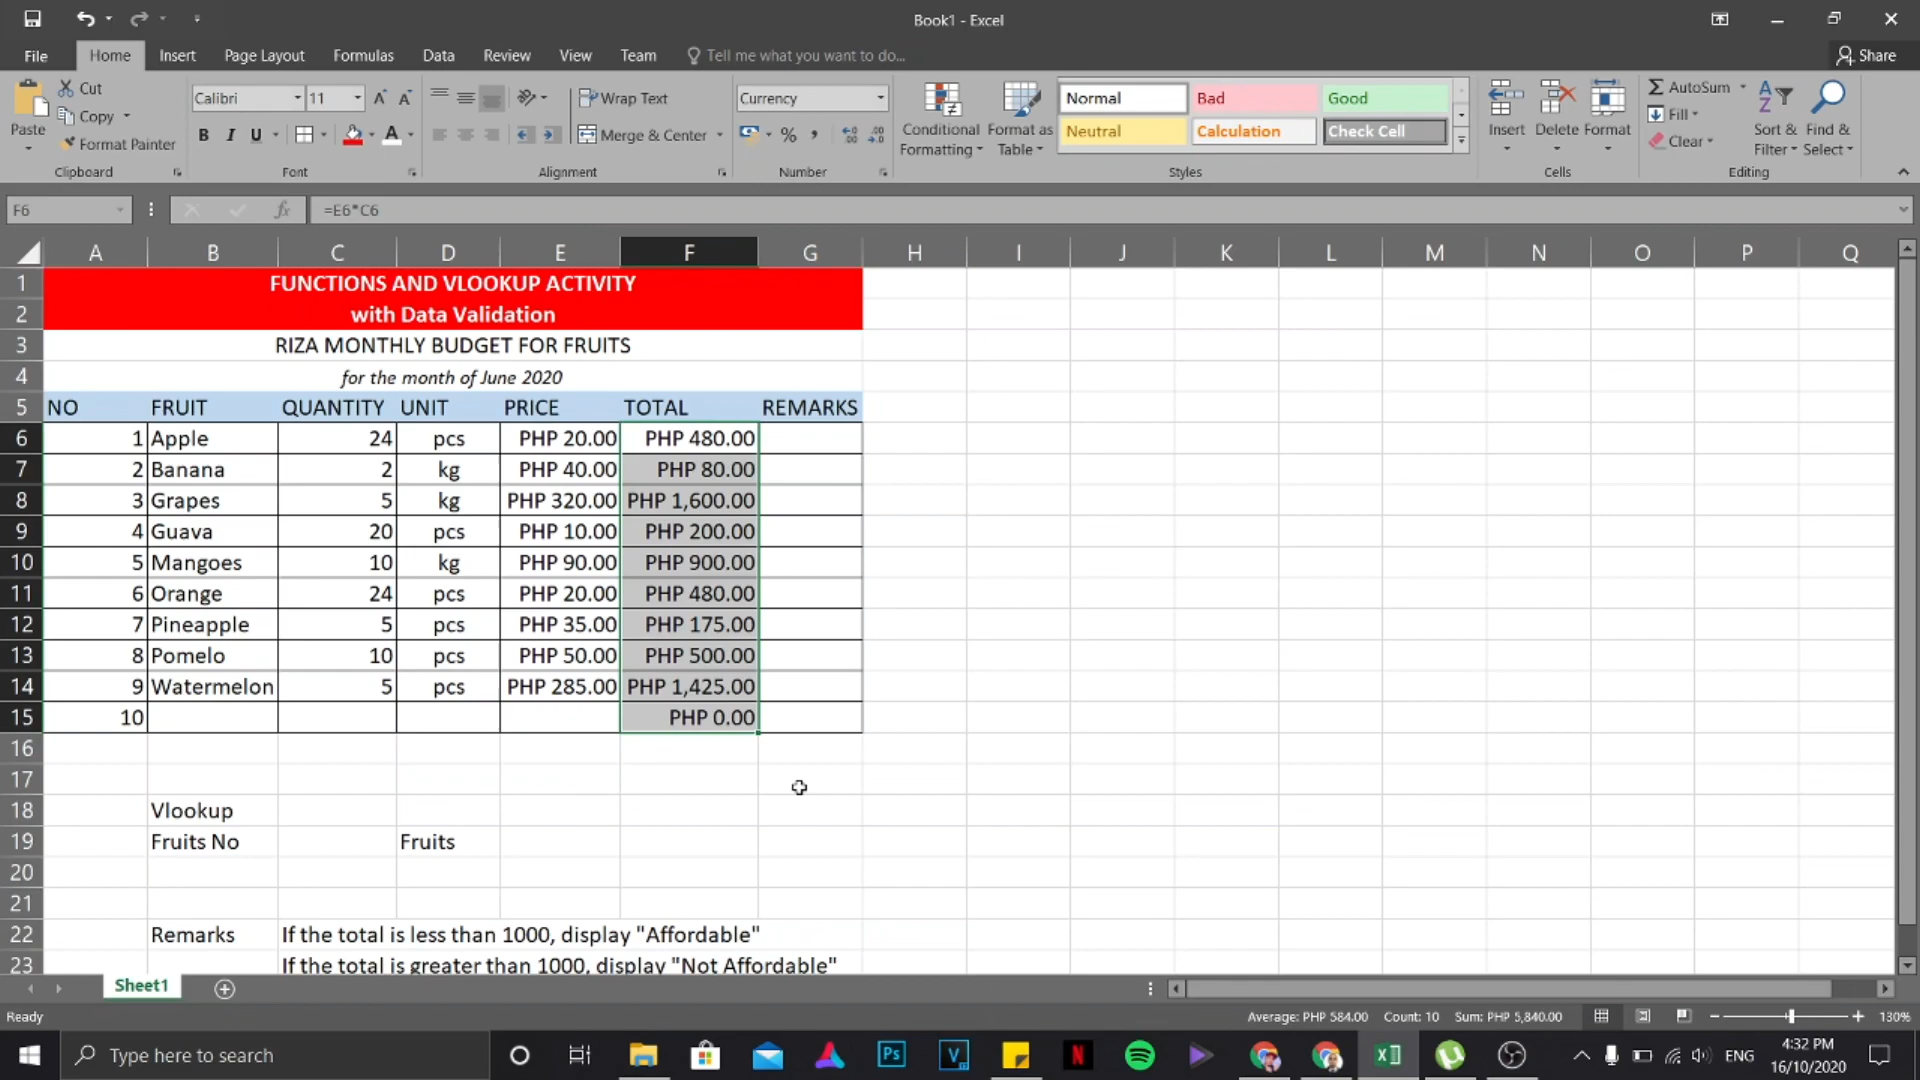 Book1 - Excel
File Home Insert Page Layout Formulas Data Review View Team Tell me what you want to do... Share
Cut
Copy
Format Painter
Paste
Clipboard
Calibri 11
B I U
Font
Wrap Text
Merge & Center
Alignment
Currency
%
Number
Conditional Formatting
Format as Table
Normal Bad Good
Neutral Calculation Check Cell
Styles
Insert Delete Format
Cells
AutoSum
Fill
Clear
Sort & Filter
Find & Select
Editing
F6 fx =E6*C6
A B C D E F G H I J K L M N O P Q
1 FUNCTIONS AND VLOOKUP ACTIVITY
2 with Data Validation
3 RIZA MONTHLY BUDGET FOR FRUITS
4 for the month of June 2020
5 NO FRUIT QUANTITY UNIT PRICE TOTAL REMARKS
6 1 Apple 24 pcs PHP 20.00 PHP 480.00
7 2 Banana 2 kg PHP 40.00 PHP 80.00
8 3 Grapes 5 kg PHP 320.00 PHP 1,600.00
9 4 Guava 20 pcs PHP 10.00 PHP 200.00
10 5 Mangoes 10 kg PHP 90.00 PHP 900.00
11 6 Orange 24 pcs PHP 20.00 PHP 480.00
12 7 Pineapple 5 pcs PHP 35.00 PHP 175.00
13 8 Pomelo 10 pcs PHP 50.00 PHP 500.00
14 9 Watermelon 5 pcs PHP 285.00 PHP 1,425.00
15 10 PHP 0.00
16
17
18 Vlookup
19 Fruits No Fruits
20
21
22 Remarks If the total is less than 1000, display "Affordable"
23 If the total is greater than 1000, display "Not Affordable"
Sheet1
Ready Average: PHP 584.00 Count: 10 Sum: PHP 5,840.00 130%
Type here to search
Ps
V
N
ENG
4:32 PM
16/10/2020